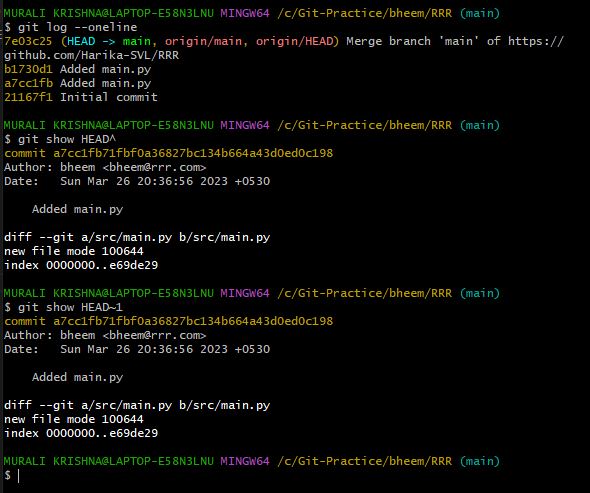 MURALI KRISHNA@LAPTOP-E58N3LNU MINGW64 /c/Git-Practice/bheem/RRR (main)
$ git log --oneline
7e03c25 (HEAD -> main, origin/main, origin/HEAD) Merge branch 'main' of https://
github.com/Harika-SVL/RRR
b1730d1 Added main.py
a7cc1fb Added main.py
21167f1 Initial commit
MURALI KRISHNA@LAPTOP-E58N3LNU MINGW64 /c/Git-Practice/bheem/RRR (main)
$ git show HEAD^
commit a7cc1fb71fbf0a36827bc134b664a43d0ed0c198
Author: bheem <bheem@rrr.com>
Date:   Sun Mar 26 20:36:56 2023 +0530
    Added main.py
diff --git a/src/main.py b/src/main.py
new file mode 100644
index 0000000..e69de29
MURALI KRISHNA@LAPTOP-E58N3LNU MINGW64 /c/Git-Practice/bheem/RRR (main)
$ git show HEAD~1
commit a7cc1fb71fbf0a36827bc134b664a43d0ed0c198
Author: bheem <bheem@rrr.com>
Date:   Sun Mar 26 20:36:56 2023 +0530
    Added main.py
diff --git a/src/main.py b/src/main.py
new file mode 100644
index 0000000..e69de29
MURALI KRISHNA@LAPTOP-E58N3LNU MINGW64 /c/Git-Practice/bheem/RRR (main)
$